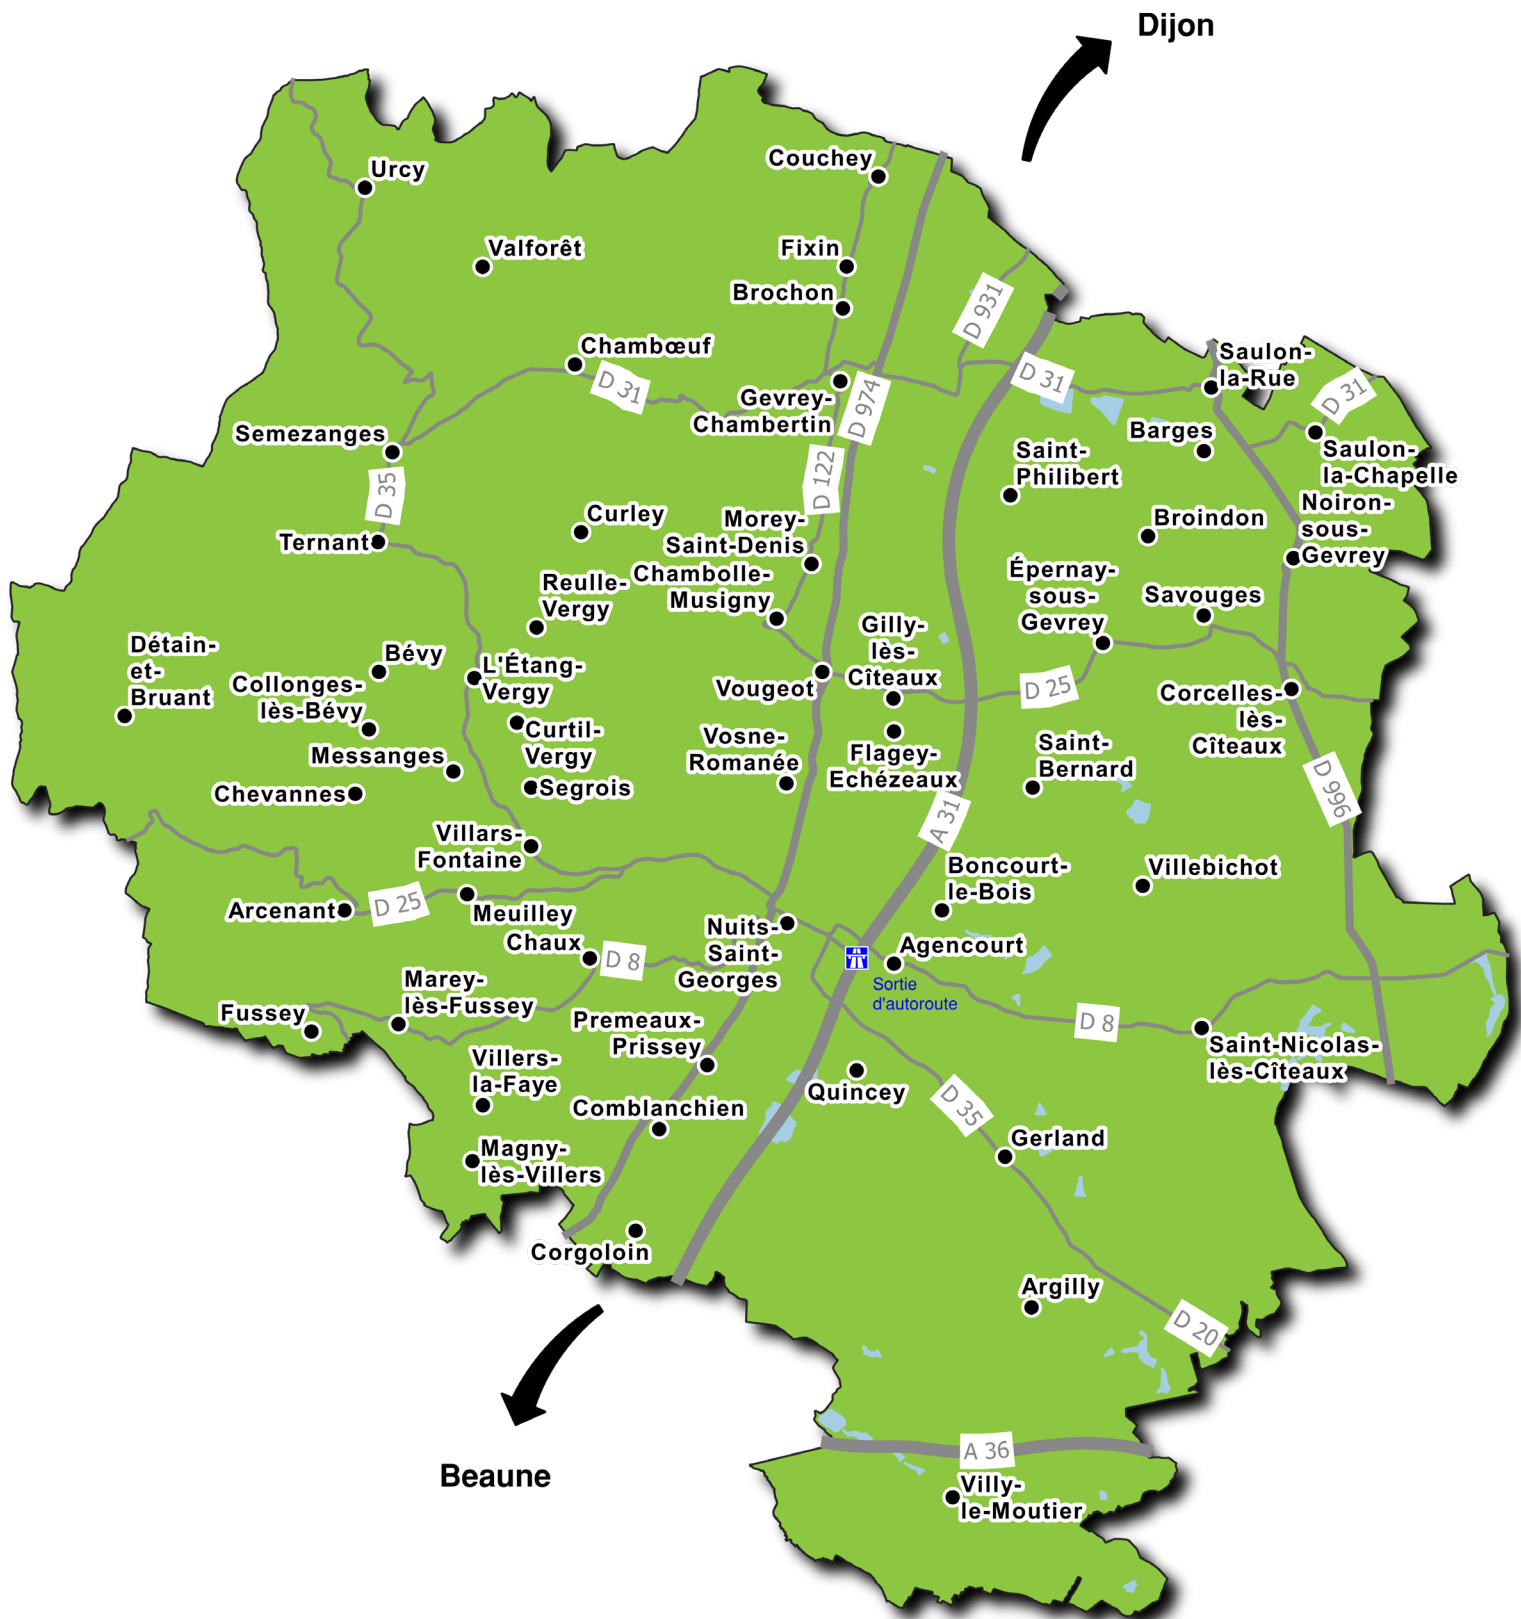 Dijon
Couchey
Urcy
Valforêt
Fixin
Brochon
D 931
Chambœuf
Saulon-
la-Rue
D 31
D 31
D 31
Gevrey-
Chambertin
D 974
Semezanges
Barges
Saint-
Philibert
Saulon-
la-Chapelle
D 122
D 35
Noiron-
sous-
Gevrey
Curley
Morey-
Saint-Denis
Broindon
Ternant
Chambolle-
Musigny
Épernay-
sous-
Gevrey
Reulle-
Vergy
Savouges
Gilly-
lès-
Cîteaux
Détain-
et-
Bruant
Bévy
L'Étang-
Vergy
Collonges-
lès-Bévy
Vougeot
D 25
Corcelles-
lès-
Cîteaux
Curtil-
Vergy
Vosne-
Romanée
Flagey-
Echézeaux
Saint-
Bernard
Messanges
Chevannes
Segrois
D 996
A 31
Villars-
Fontaine
Boncourt-
le-Bois
Villebichot
Arcenant
D 25
Meuilley
Nuits-
Saint-
Georges
Chaux
D 8
Agencourt
Sortie
d'autoroute
Marey-
lès-Fussey
Fussey
Premeaux-
Prissey
D 8
Saint-Nicolas-
lès-Cîteaux
Villers-
la-Faye
Quincey
D 35
Comblanchien
Gerland
Magny-
lès-Villers
Corgoloin
Argilly
D 20
A 36
Beaune
Villy-
le-Moutier